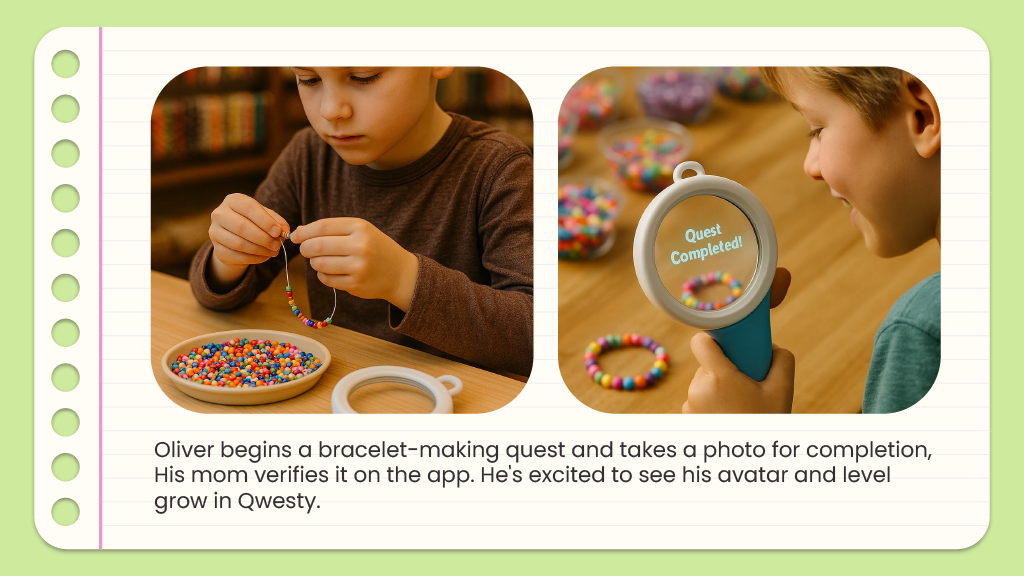 Quest
Completed!
Oliver begins a bracelet-making quest and takes a photo for completion,
His mom verifies it on the app. He's excited to see his avatar and level
grow in Qwesty.